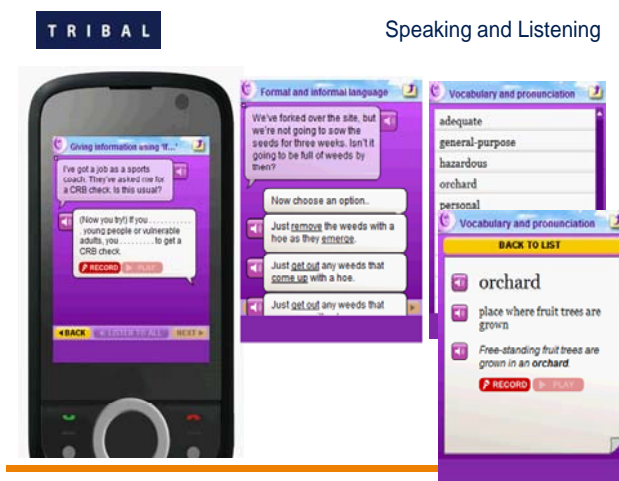 TRIBAL
Speaking and Listening
Giving information using 'If...'
I've got a job as a sports
coach. They've asked me for
a CRB check. Is this usual?
(Now you try!) If you . . . . . . . . .
, young people or vulnerable
adults, you . . . . . . . . . to get a
CRB check.
RECORD
PLAY
BACK
LISTEN TO ALL
NEXT
Formal and informal language
We've forked over the site, but
we're not going to sow the
seeds for three weeks. Isn't it
going to be full of weeds by
then?
Now choose an option..
Just remove the weeds with a
hoe as they emerge.
Just get out any weeds that
come up with a hoe.
Just get out any weeds that
Vocabulary and pronunciation
adequate
general-purpose
hazardous
orchard
personal
Vocabulary and pronunciation
BACK TO LIST
orchard
place where fruit trees are
grown
Free-standing fruit trees are
grown in an orchard.
RECORD
PLAY